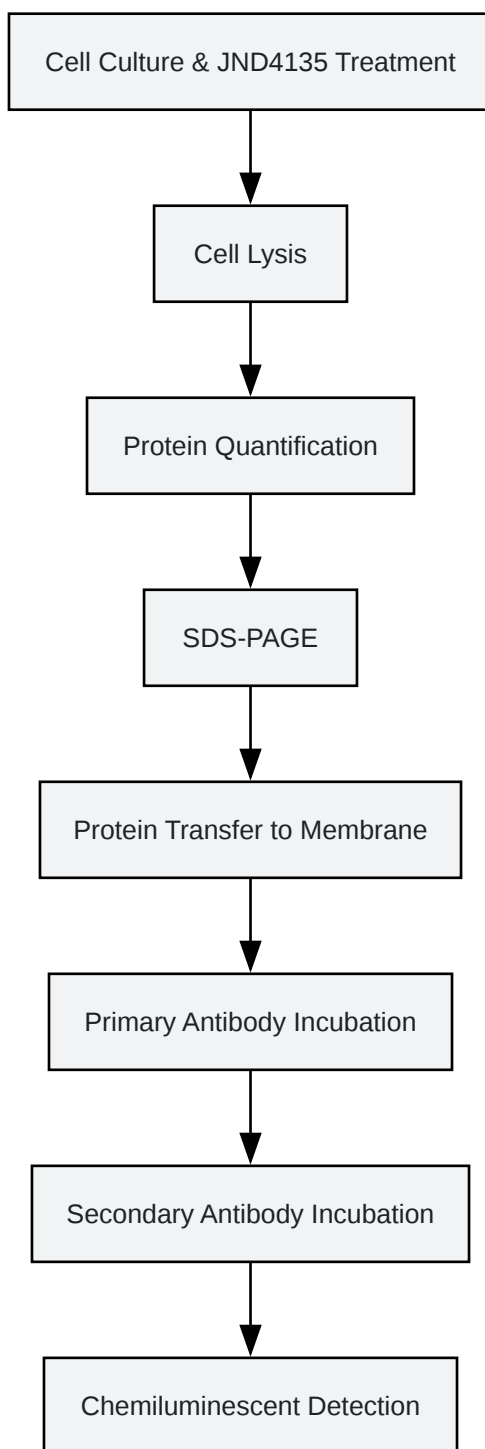 Cell Culture & JND4135 Treatment
Cell Lysis
Protein Quantification
SDS-PAGE
Protein Transfer to Membrane
Primary Antibody Incubation
Secondary Antibody Incubation
Chemiluminescent Detection